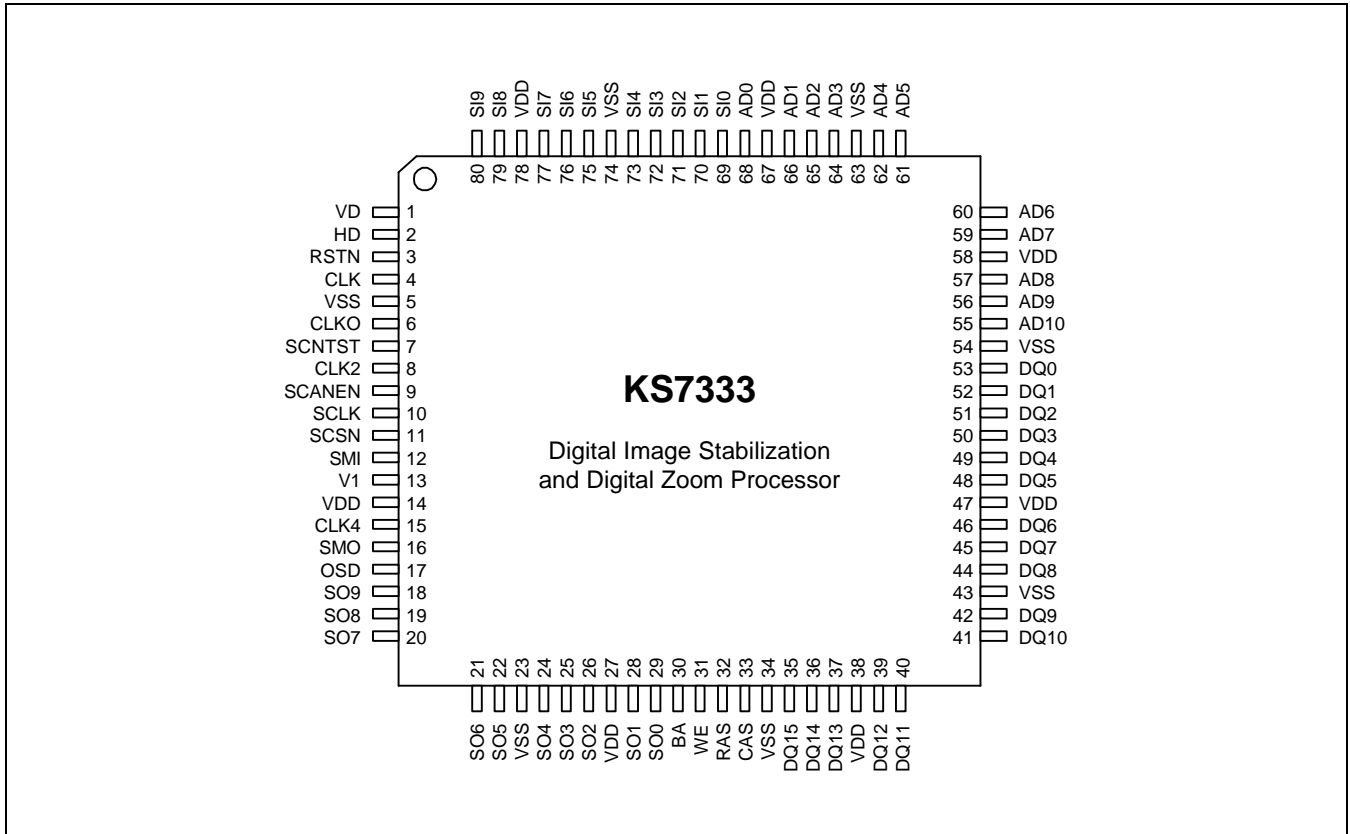 SI9 SI8 VDD SI7 SI6 SI5 VSS SI4 SI3 SI2 SI1 SI0 AD0 VDD AD1 AD2 AD3 VSS AD4 AD5
80 79 78 77 76 75 74 73 72 71 70 69 68 67 66 65 64 63 62 61
VD 1
HD 2
RSTN 3
CLK 4
VSS 5
CLKO 6
SCNTST 7
CLK2 8
SCANEN 9
SCLK 10
SCSN 11
SMI 12
V1 13
VDD 14
CLK4 15
SMO 16
OSD 17
SO9 18
SO8 19
SO7 20
KS7333
Digital Image Stabilization
and Digital Zoom Processor
60 AD6
59 AD7
58 VDD
57 AD8
56 AD9
55 AD10
54 VSS
53 DQ0
52 DQ1
51 DQ2
50 DQ3
49 DQ4
48 DQ5
47 VDD
46 DQ6
45 DQ7
44 DQ8
43 VSS
42 DQ9
41 DQ10
21 22 23 24 25 26 27 28 29 30 31 32 33 34 35 36 37 38 39 40
SO6 SO5 VSS SO4 SO3 SO2 VDD SO1 SO0 BA WE RAS CAS VSS DQ15 DQ14 DQ13 VDD DQ12 DQ11